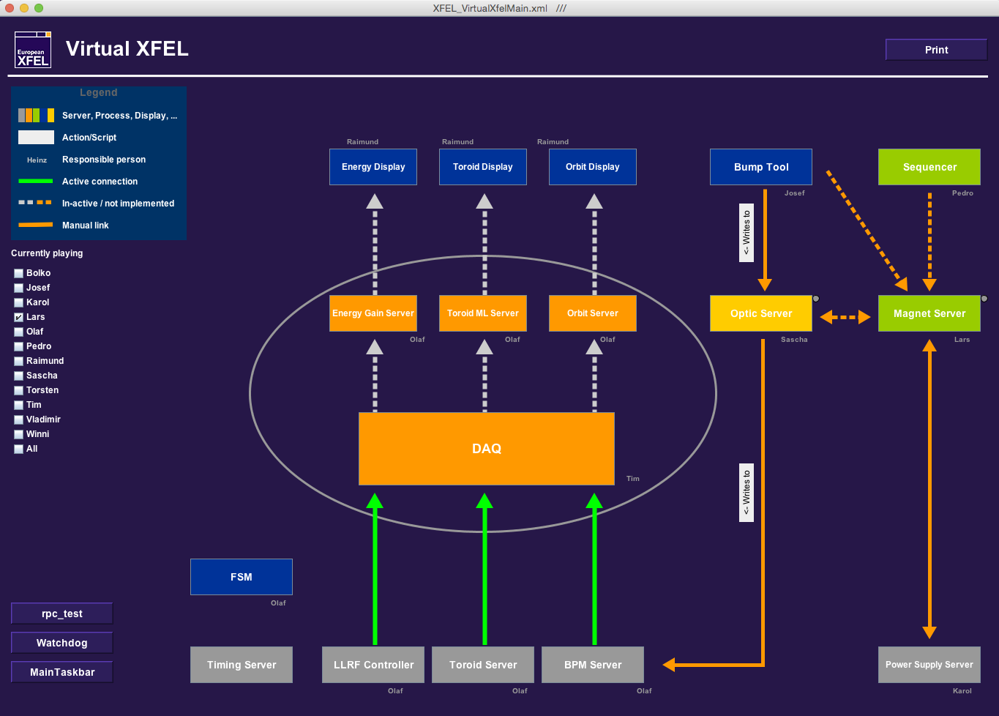 XFEL_VirtualXfelMain.xml ///
European
XFEL
Virtual XFEL
Print
Legend
Server, Process, Display, ...
Action/Script
Heinz
Responsible person
Active connection
In-active / not implemented
Manual link
Currently playing
Bolko
Josef
Karol
Lars
Olaf
Pedro
Raimund
Sascha
Torsten
Tim
Vladimir
Winni
All
Raimund
Raimund
Raimund
Energy Display
Toroid Display
Orbit Display
Bump Tool
Sequencer
Josef
Pedro
<- Writes to
Energy Gain Server
Toroid ML Server
Orbit Server
Optic Server
Magnet Server
Olaf
Olaf
Olaf
Sascha
Lars
DAQ
Tim
<- Writes to
FSM
Olaf
rpc_test
Watchdog
MainTaskbar
Timing Server
LLRF Controller
Toroid Server
BPM Server
Power Supply Server
Olaf
Olaf
Olaf
Karol